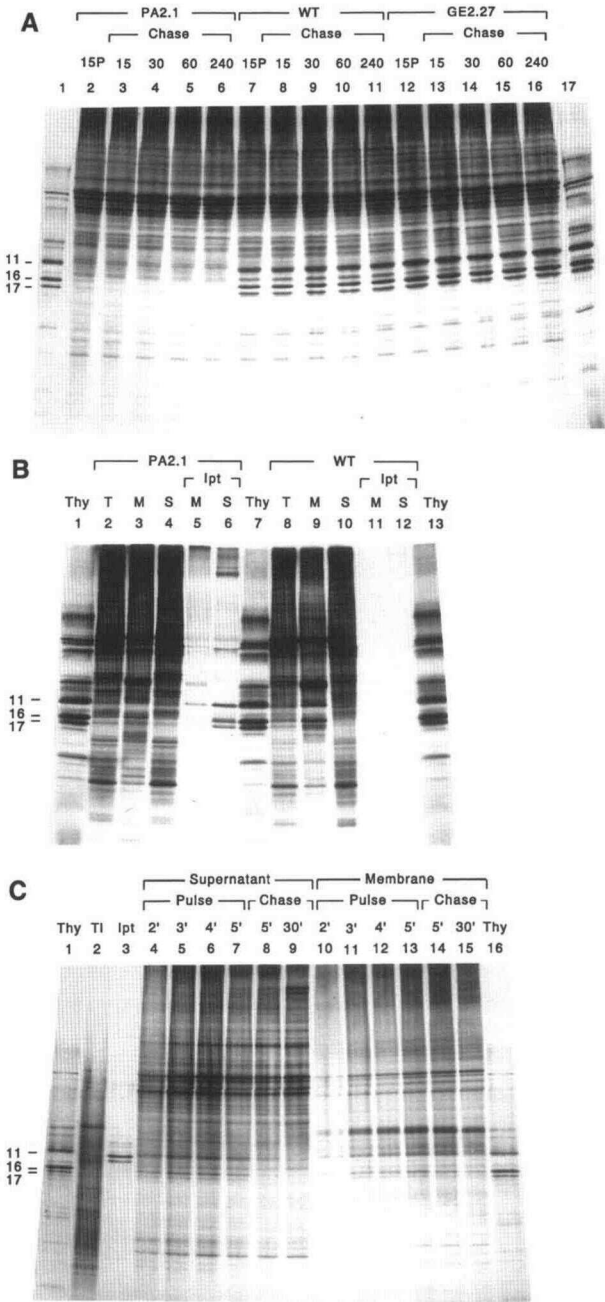 A
PA2.1 WT GE2.27
Chase Chase Chase
15P 15 30 60 240 15P 15 30 60 240 15P 15 30 60 240
1 2 3 4 5 6 7 8 9 10 11 12 13 14 15 16 17
11
16
17
B
PA2.1 WT
Ipt Ipt
Thy T M S M S Thy T M S M S Thy
1 2 3 4 5 6 7 8 9 10 11 12 13
11
16
17
C
Supernatant Membrane
Pulse Chase Pulse Chase
Thy Tl Ipt 2' 3' 4' 5' 5' 30' 2' 3' 4' 5' 5' 30' Thy
1 2 3 4 5 6 7 8 9 10 11 12 13 14 15 16
11
16
17